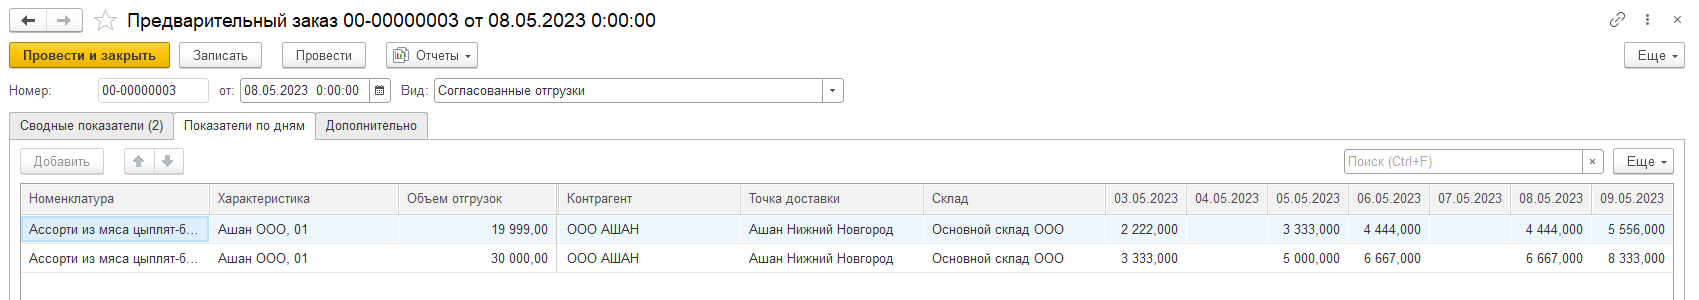 Предварительный заказ 00-00000003 от 08.05.2023 0:00:00
Провести и закрыть Записать Провести Отчеты Еще
Номер: 00-00000003 от: 08.05.2023 0:00:00 Вид: Согласованные отгрузки
Сводные показатели (2) Показатели по дням Дополнительно
Добавить Поиск (Ctrl+F) × Еще
Номенклатура Характеристика Объем отгрузок Контрагент Точка доставки Склад 03.05.2023 04.05.2023 05.05.2023 06.05.2023 07.05.2023 08.05.2023 09.05.2023
Ассорти из мяса цыплят-б... Ашан ООО, 01 19 999,00 ООО АШАН Ашан Нижний Новгород Основной склад ООО 2 222,000 3 333,000 4 444,000 4 444,000 5 556,000
Ассорти из мяса цыплят-б... Ашан ООО, 01 30 000,00 ООО АШАН Ашан Нижний Новгород Основной склад ООО 3 333,000 5 000,000 6 667,000 6 667,000 8 333,000